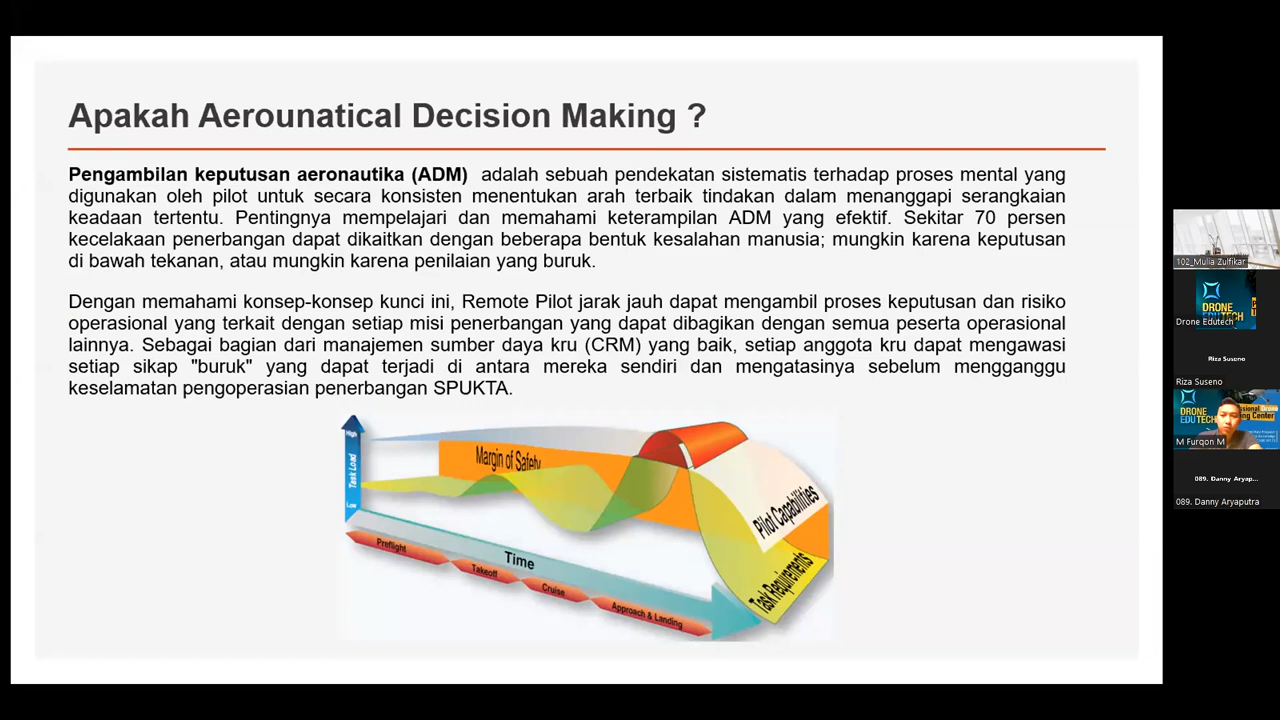 Apakah Aerounatical Decision Making ?
Pengambilan keputusan aeronautika (ADM) adalah sebuah pendekatan sistematis terhadap proses mental yang
digunakan oleh pilot untuk secara konsisten menentukan arah terbaik tindakan dalam menanggapi serangkaian
keadaan tertentu. Pentingnya mempelajari dan memahami keterampilan ADM yang efektif. Sekitar 70 persen
kecelakaan penerbangan dapat dikaitkan dengan beberapa bentuk kesalahan manusia; mungkin karena keputusan
di bawah tekanan, atau mungkin karena penilaian yang buruk.
Dengan memahami konsep-konsep kunci ini, Remote Pilot jarak jauh dapat mengambil proses keputusan dan risiko
operasional yang terkait dengan setiap misi penerbangan yang dapat dibagikan dengan semua peserta operasional
lainnya. Sebagai bagian dari manajemen sumber daya kru (CRM) yang baik, setiap anggota kru dapat mengawasi
setiap sikap "buruk" yang dapat terjadi di antara mereka sendiri dan mengatasinya sebelum mengganggu
keselamatan pengoperasian penerbangan SPUKTA.
High
Task Load
Low
Margin of Safety
Pilot Capabilities
Task Requirements
Time
Preflight
Takeoff
Cruise
Approach & Landing
102_Mulia Zulfikar
DRONE
EDUTECH
Drone Edutech
Riza Suseno
Riza Suseno
DRONE
EDUTECH
M Furqon M
089. Danny Aryap...
089. Danny Aryaputra